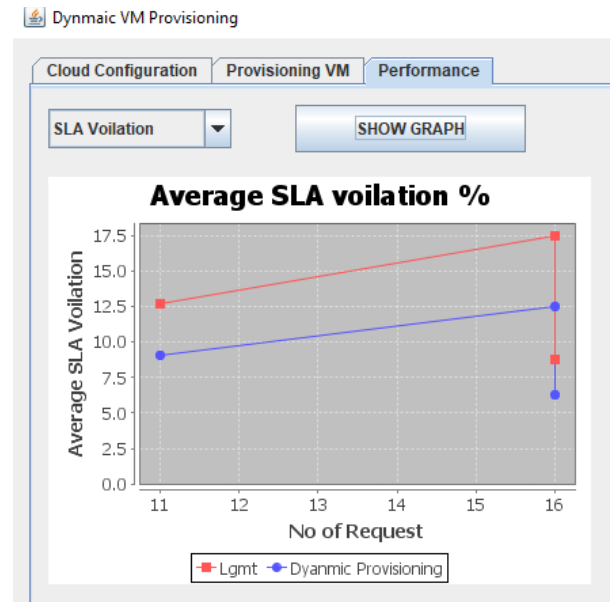 Dynmaic VM Provisioning
Cloud Configuration Provisioning VM Performance
SLA Voilation SHOW GRAPH
Average SLA voilation %
Average SLA Voilation
17.5
15.0
12.5
10.0
7.5
5.0
2.5
0.0
11 12 13 14 15 16
No of Request
Lgmt Dyanmic Provisioning